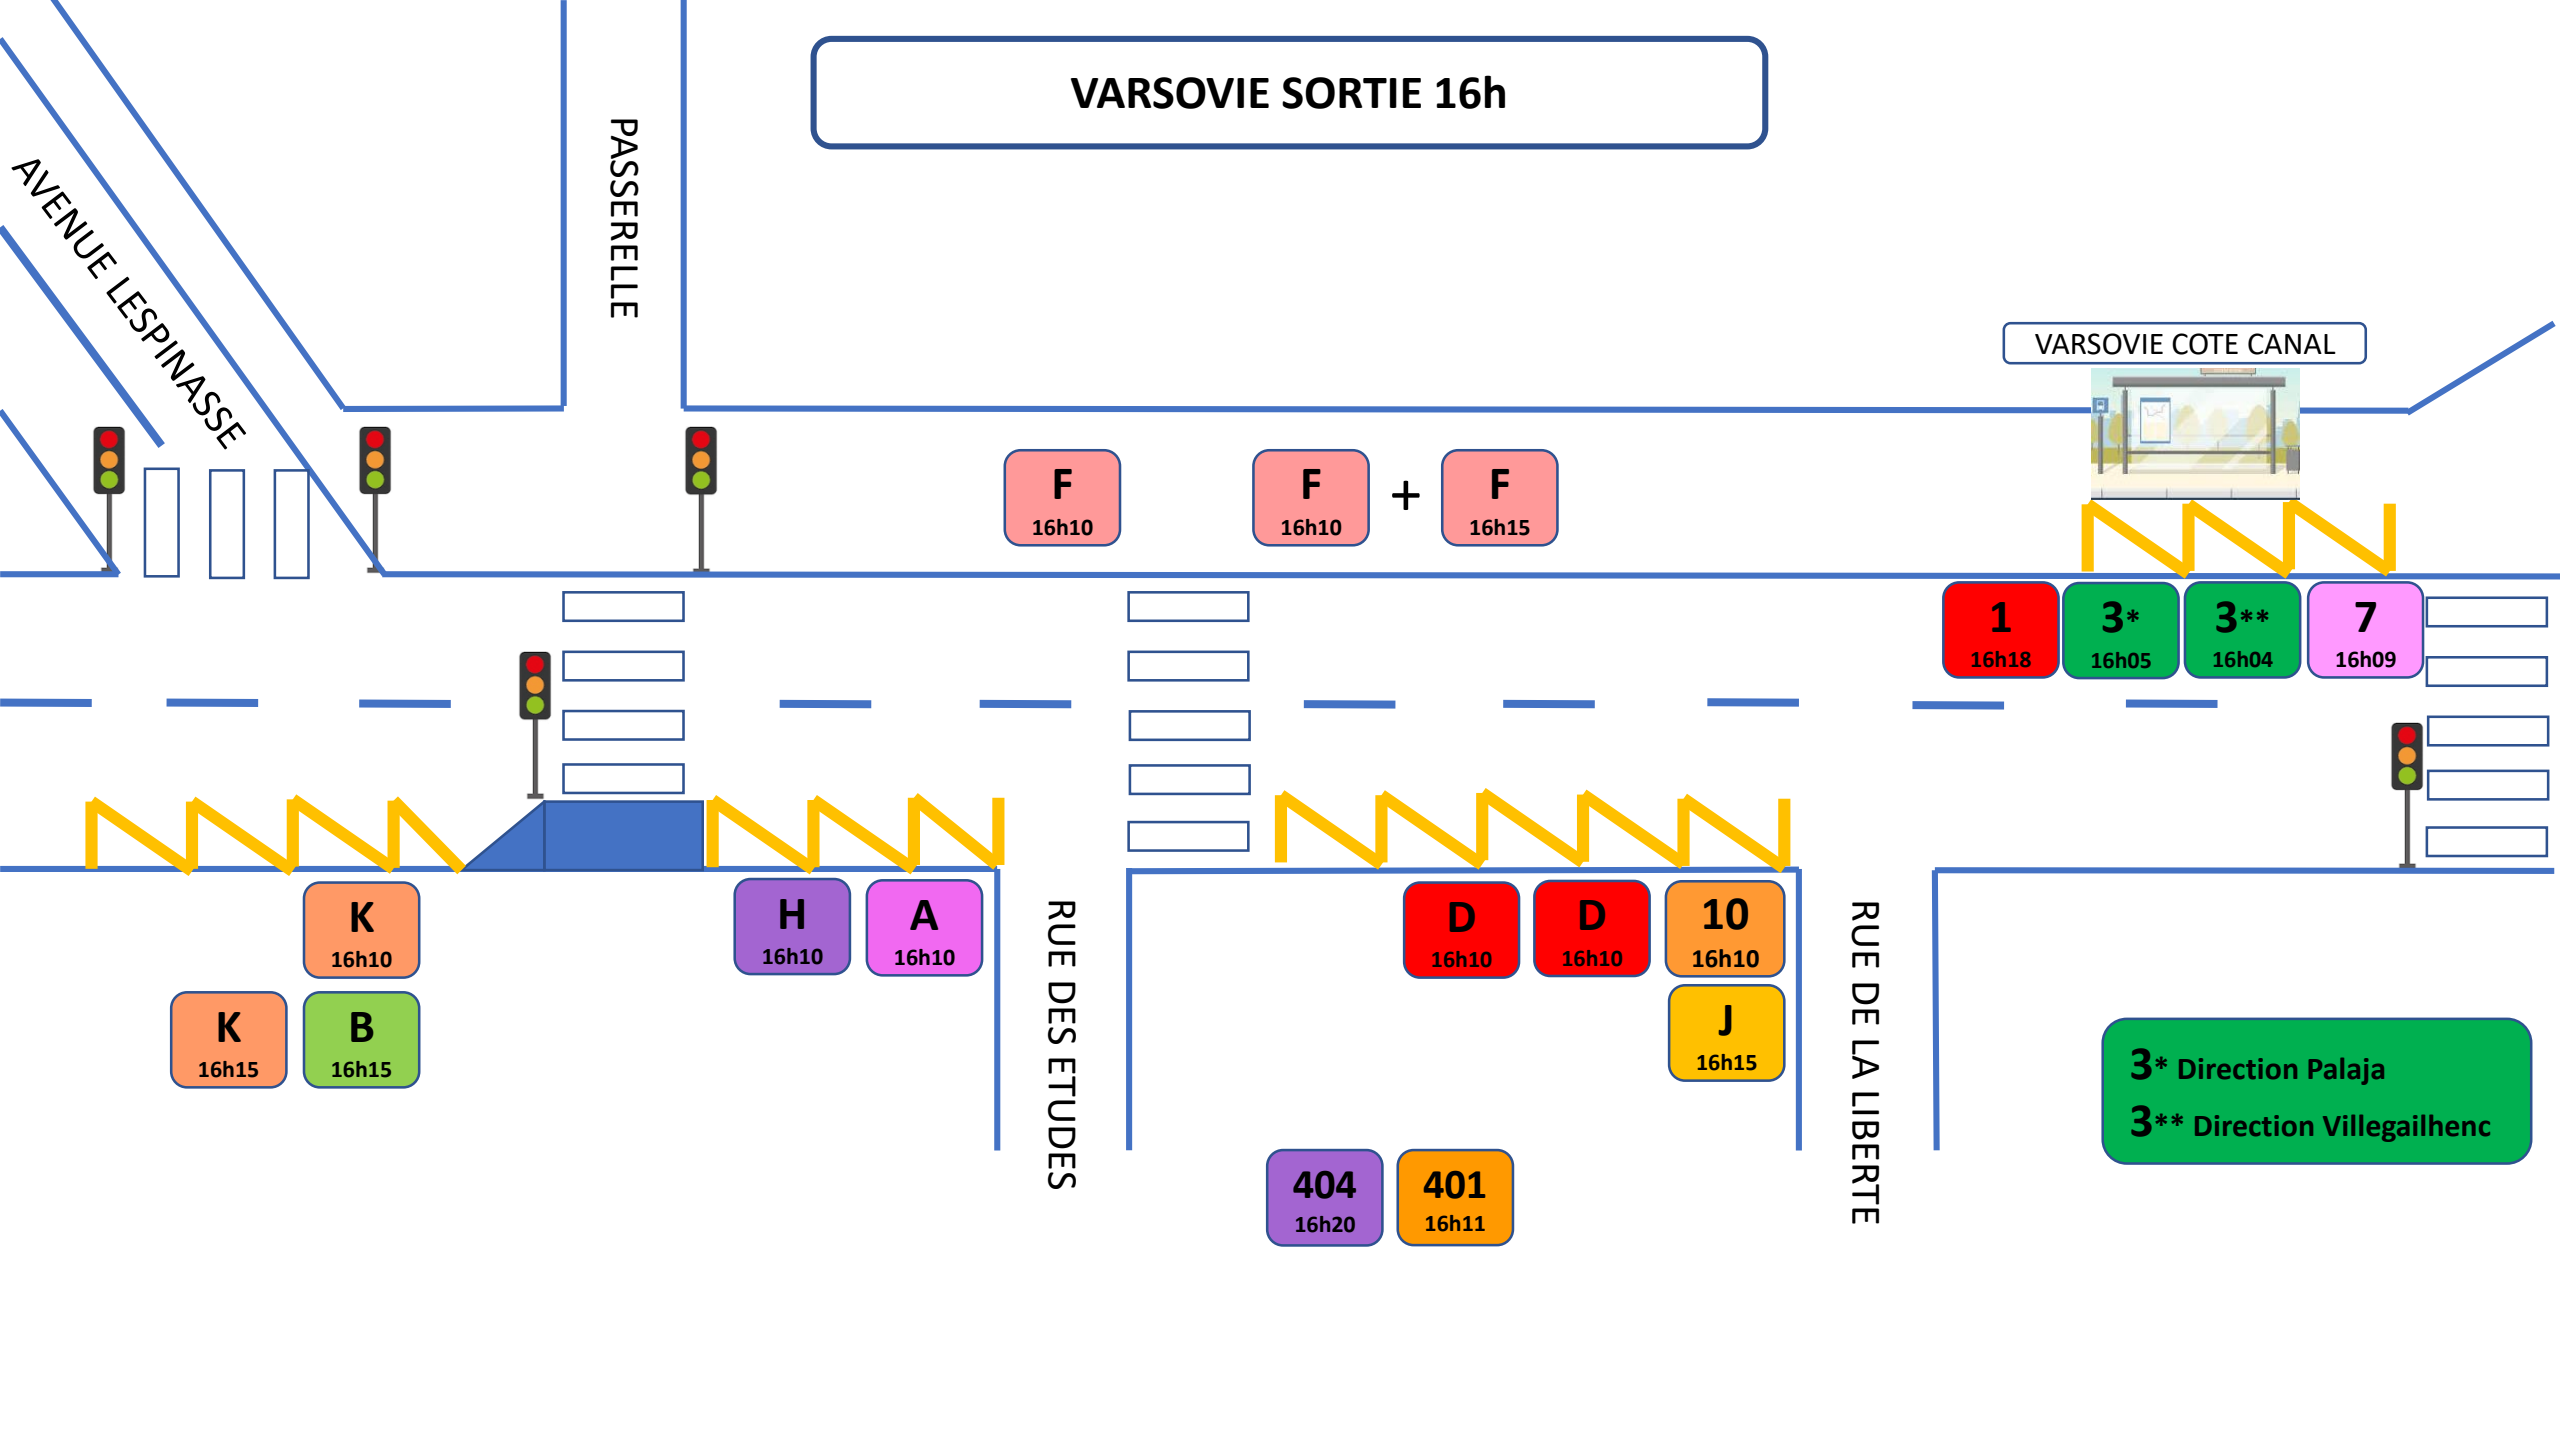 VARSOVIE SORTIE 16h
PASSERELLE
AVENUE LESPINASSE
VARSOVIE COTE CANAL
F
16h10
F
16h10
+
F
16h15
1
16h18
3*
16h05
3**
16h04
7
16h09
K
16h10
K
16h15
B
16h15
H
16h10
A
16h10
RUE DES ETUDES
D
16h10
D
16h10
10
16h10
J
16h15
RUE DE LA LIBERTE
404
16h20
401
16h11
3* Direction Palaja
3** Direction Villegailhenc